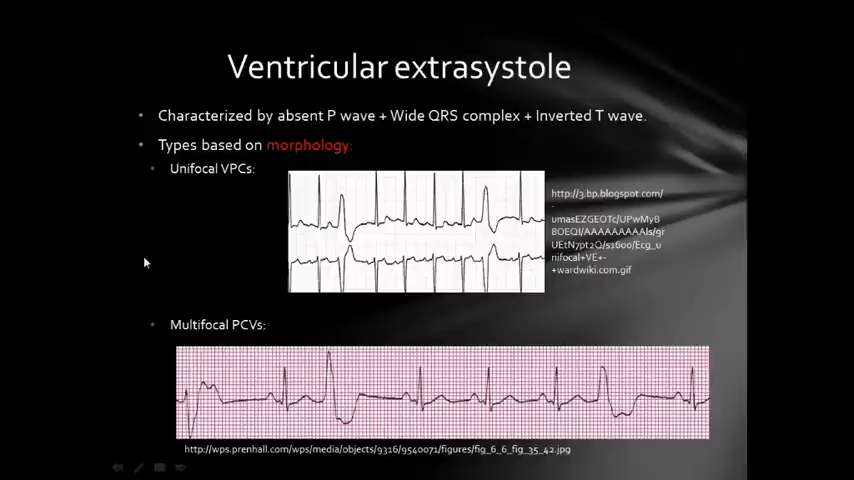 Ventricular extrasystole
Characterized by absent P wave + Wide QRS complex + Inverted T wave.
Types based on morphology:
Unifocal VPCs:
http://3.bp.blogspot.com/
-
umasEZGEOTc/UPwMyB
8OEQI/AAAAAAAAAls/9r
UEtN7pt2Q/s1600/Ecg_u
nifocal+VE+-
+wardwiki.com.gif
Multifocal PCVs:
http://wps.prenhall.com/wps/media/objects/9316/9540071/figures/fig_6_6_fig_35_42.jpg